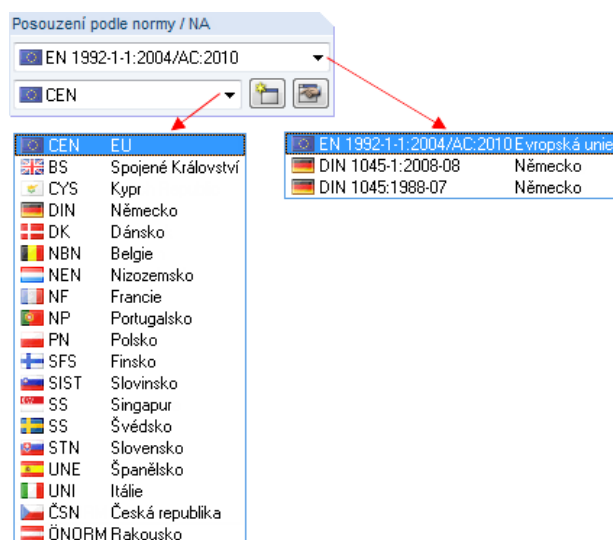 Posouzení podle normy / NA
EN 1992-1-1:2004/AC:2010
CEN
CEN EU
BS Spojené Království
CYS Kypr
DIN Německo
DK Dánsko
NBN Belgie
NEN Nizozemsko
NF Francie
NP Portugalsko
PN Polsko
SFS Finsko
SIST Slovinsko
SS Singapur
SS Švédsko
STN Slovensko
UNE Španělsko
UNI Itálie
ČSN Česká republika
ÖNORM Rakousko
EN 1992-1-1:2004/AC:2010 Evropská unie
DIN 1045-1:2008-08 Německo
DIN 1045:1988-07 Německo